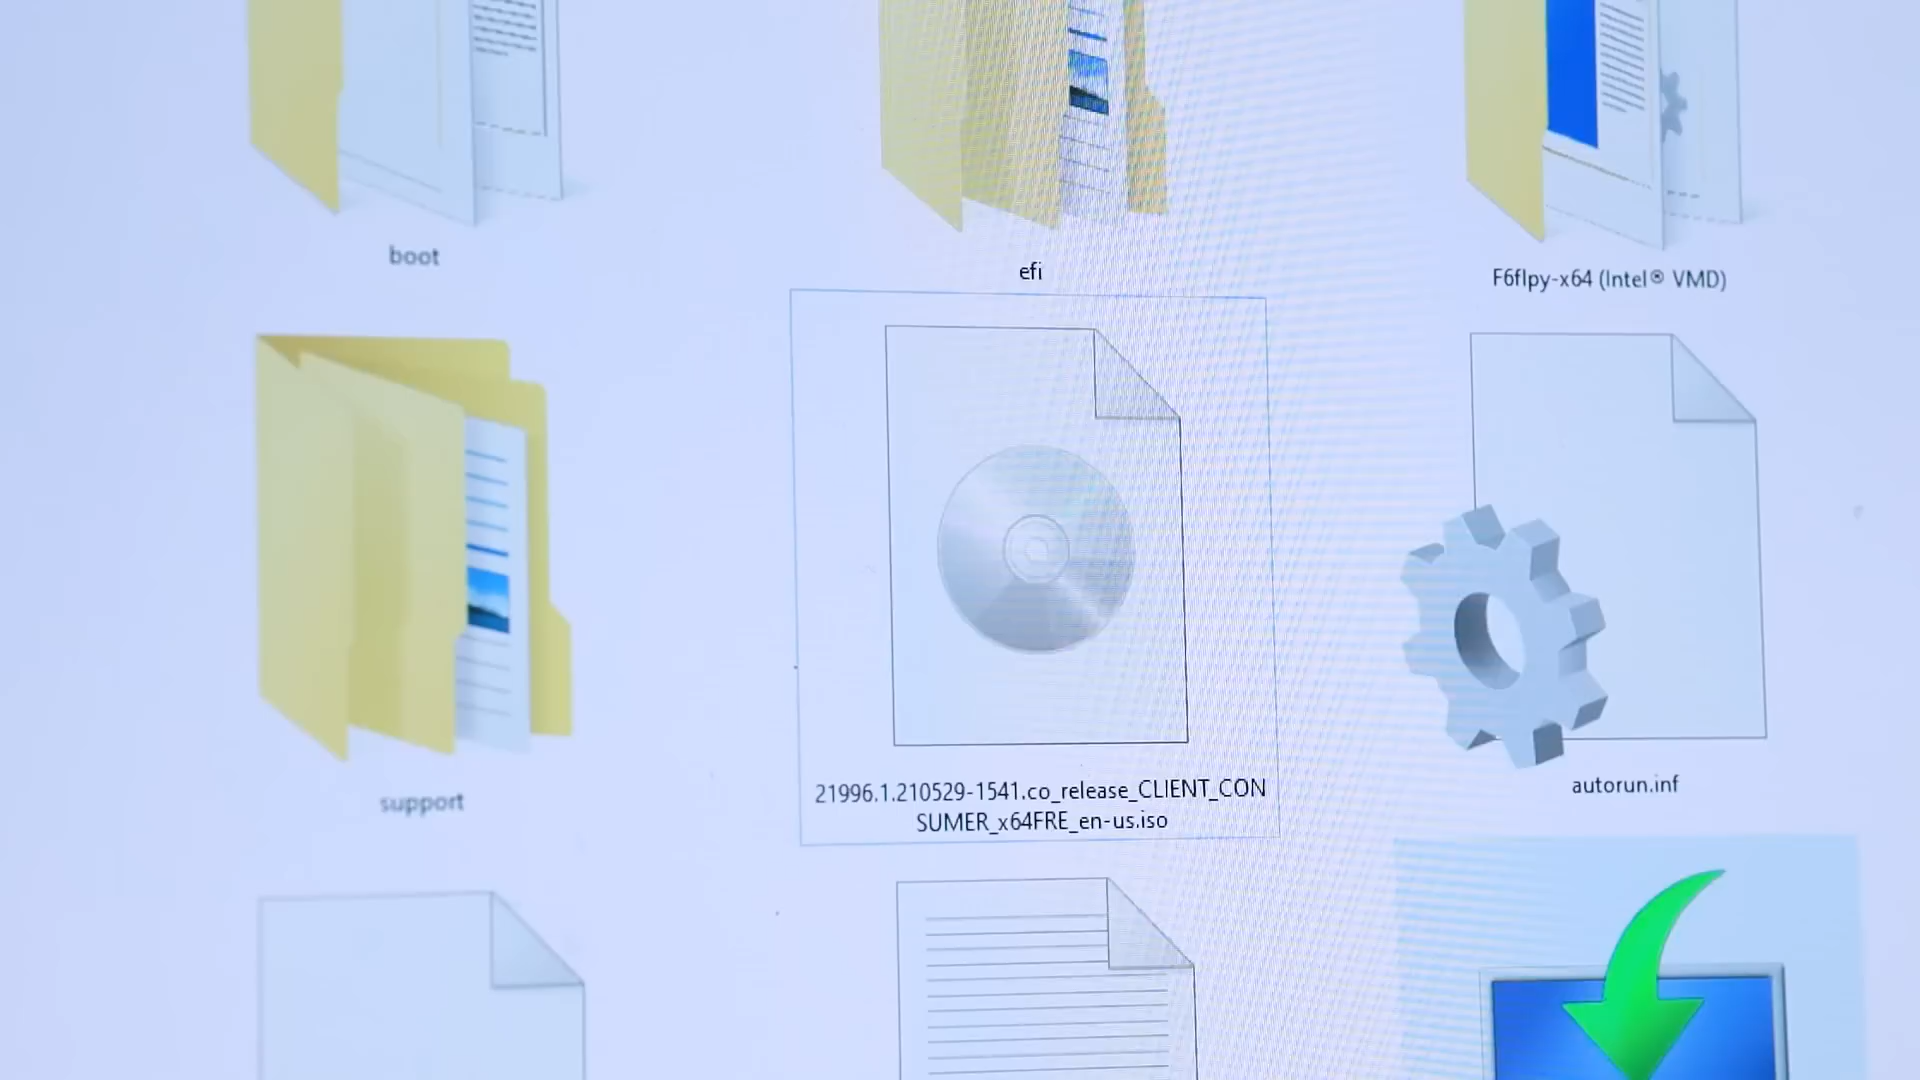 boot
efi
F6flpy-x64 (Intel® VMD)
support
21996.1.210529-1541.co_release_CLIENT_CON
SUMER_x64FRE_en-us.iso
autorun.inf